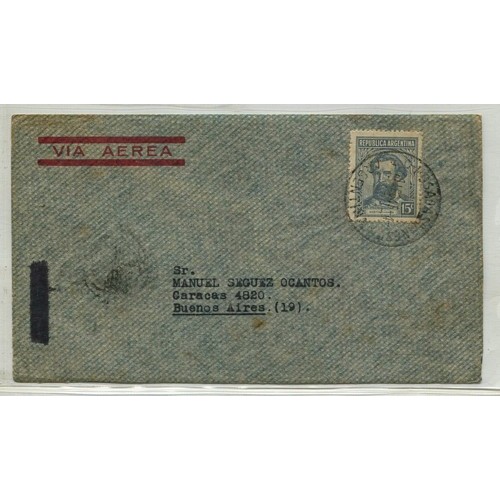 VIA AEREA
REPUBLICA ARGENTINA
15
Sr.
MANUEL SEGUEZ OCANTOS.
Caracas 4820.
Buenos Aires.(19).